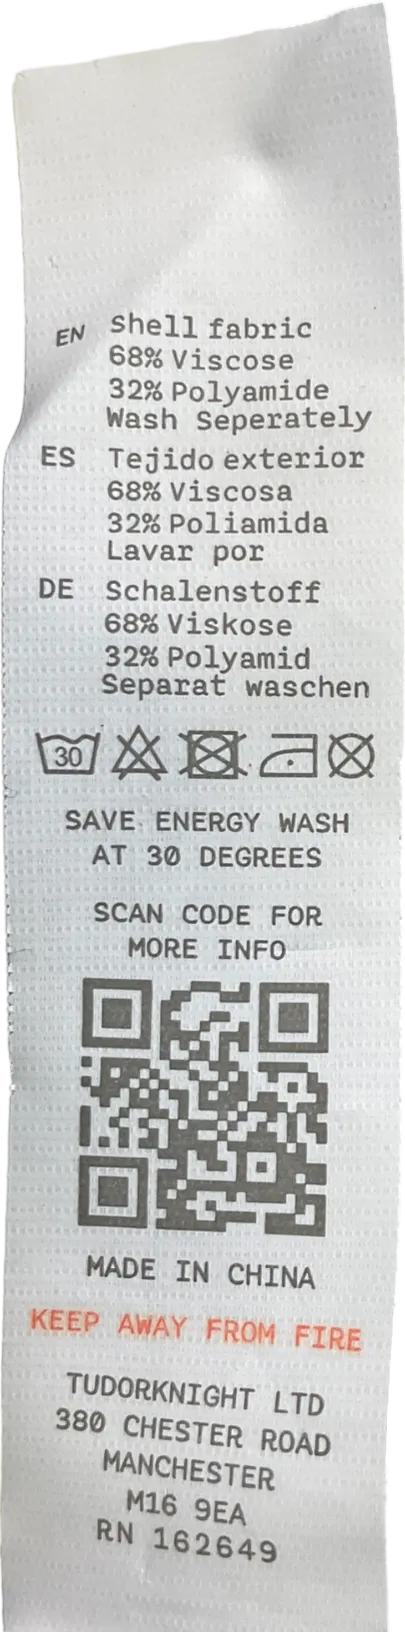 EN Shell fabric
68% Viscose
32% Polyamide
Wash Seperately
ES Tejido exterior
68% Viscosa
32% Poliamida
Lavar por
DE Schalenstoff
68% Viskose
32% Polyamid
Separat waschen
30
SAVE ENERGY WASH
AT 30 DEGREES
SCAN CODE FOR
MORE INFO
MADE IN CHINA
KEEP AWAY FROM FIRE
TUDORKNIGHT LTD
380 CHESTER ROAD
MANCHESTER
M16 9EA
RN 162649